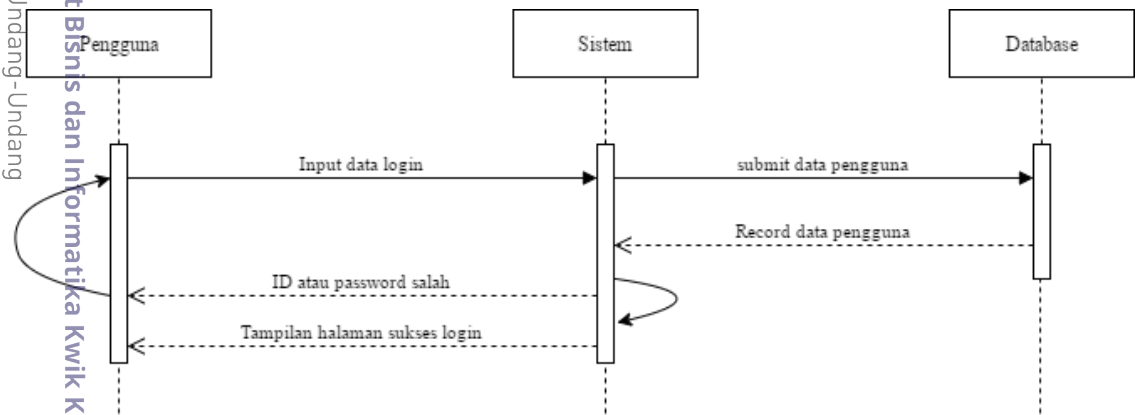 Pengguna
Sistem
Database
Input data login
submit data pengguna
Record data pengguna
ID atau password salah
Tampilan halaman sukses login
t Bisnis dan Informatika Kwik K
Undang-Undang